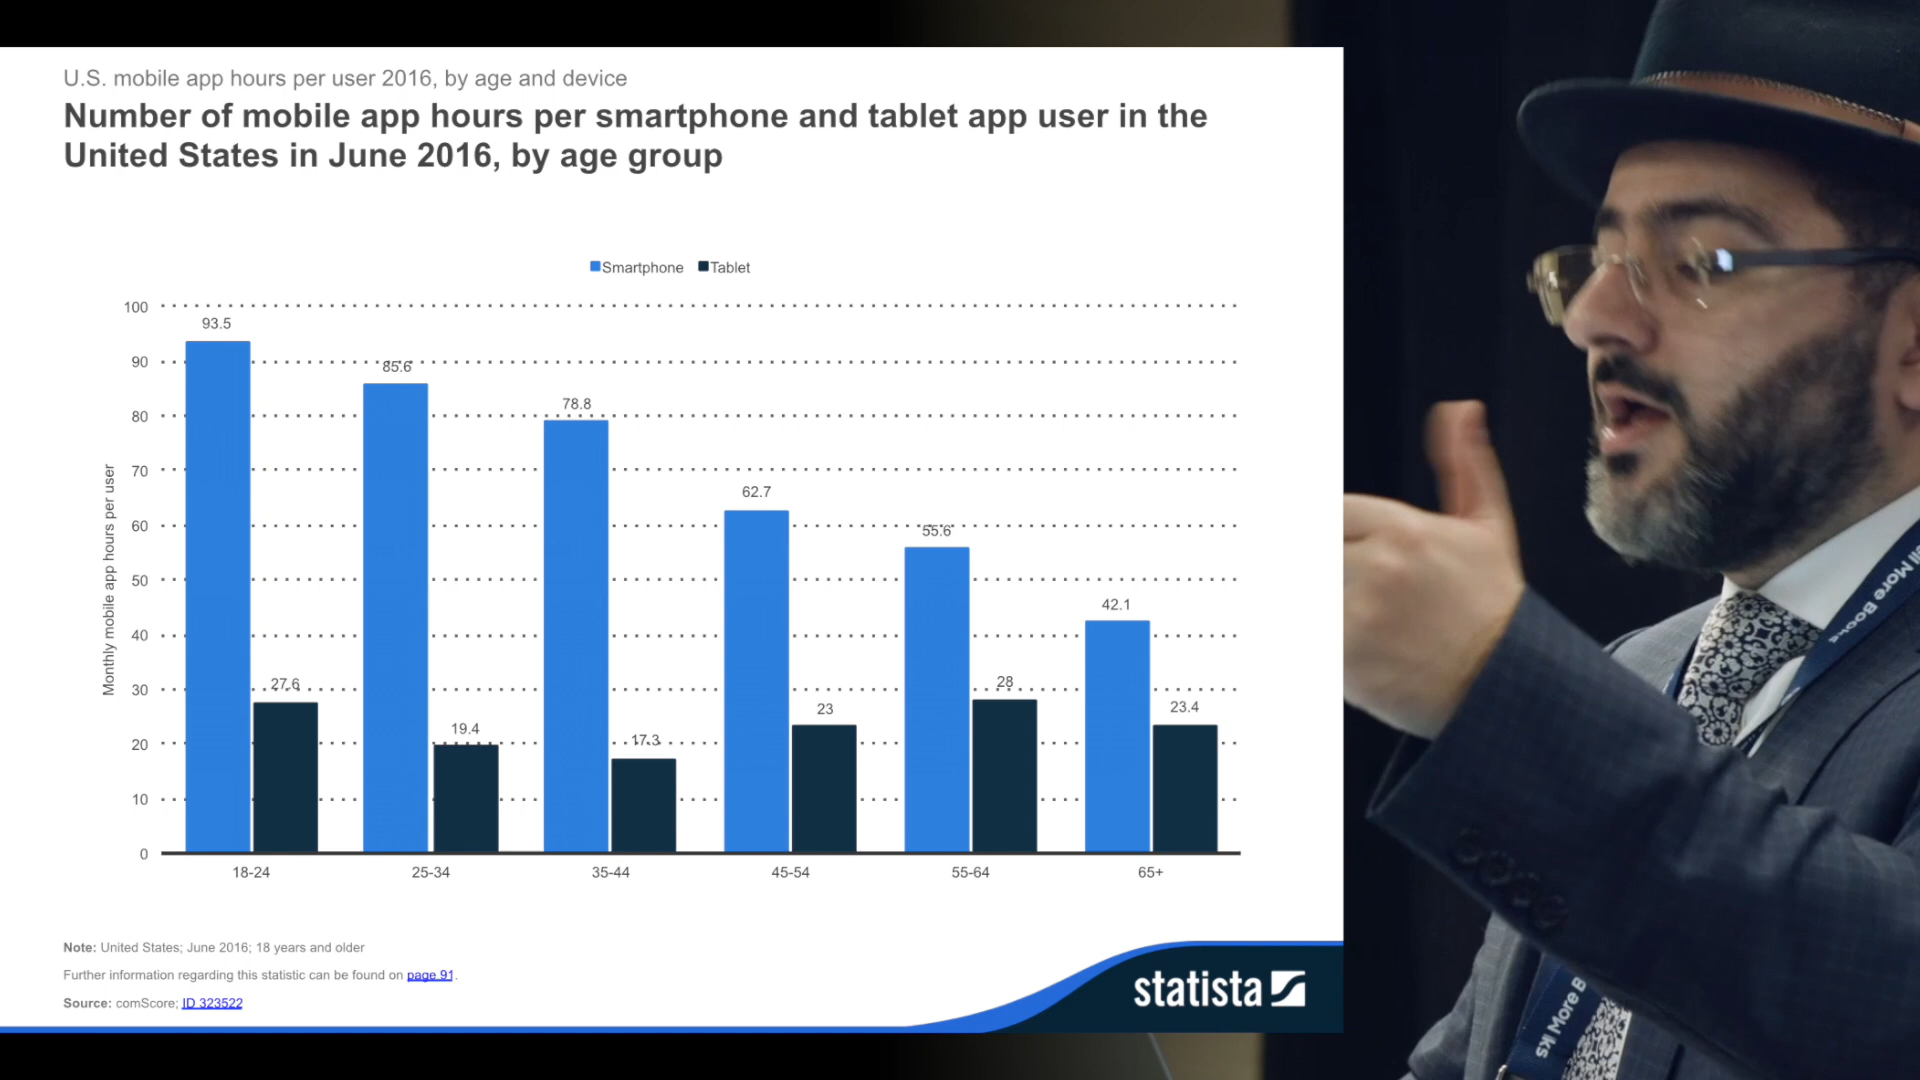 U.S. mobile app hours per user 2016, by age and device
Number of mobile app hours per smartphone and tablet app user in the
United States in June 2016, by age group
Smartphone Tablet
Monthly mobile app hours per user
100
90
80
70
60
50
40
30
20
10
0
93.5
27.6
85.6
19.4
78.8
17.3
62.7
23
55.6
28
42.1
23.4
18-24 25-34 35-44 45-54 55-64 65+
Note: United States; June 2016; 18 years and older
Further information regarding this statistic can be found on page 91.
Source: comScore; ID 323522
statista
More Books
More